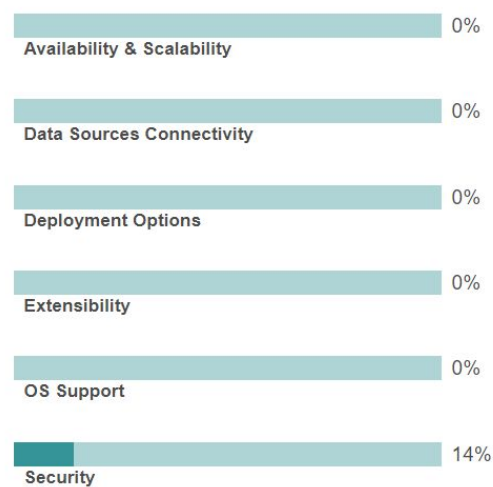 0%
Availability & Scalability
0%
Data Sources Connectivity
0%
Deployment Options
0%
Extensibility
0%
OS Support
14%
Security